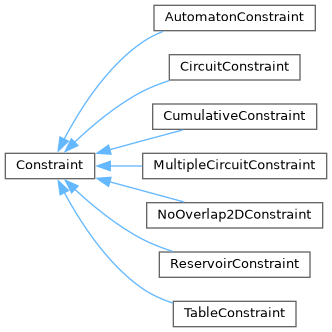 AutomatonConstraint
CircuitConstraint
CumulativeConstraint
Constraint
MultipleCircuitConstraint
NoOverlap2DConstraint
ReservoirConstraint
TableConstraint